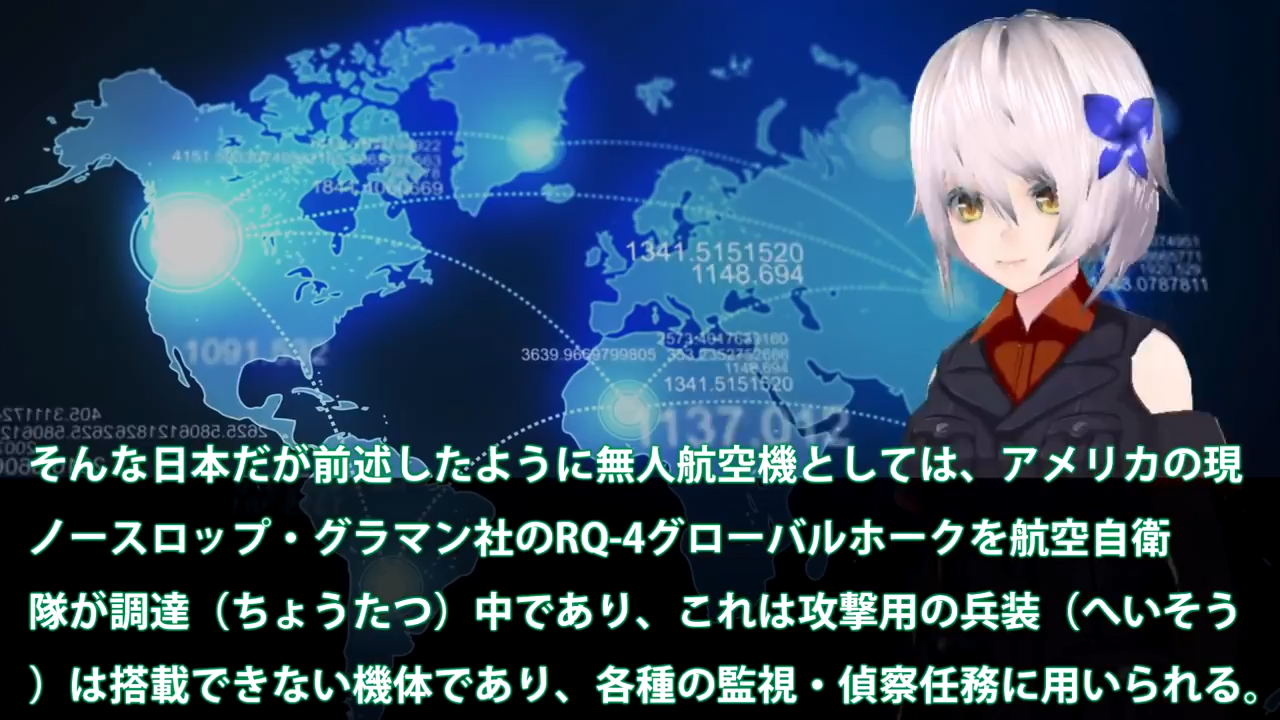 1341.5151520
1148.694
3639.9669799805
1341.5151520
1137.012
そんな日本だが前述したように無人航空機としては、アメリカの現
ノースロップ・グラマン社のRQ-4グローバルホークを航空自衛
隊が調達（ちょうたつ）中であり、これは攻撃用の兵装（へいそう
）は搭載できない機体であり、各種の監視・偵察任務に用いられる。